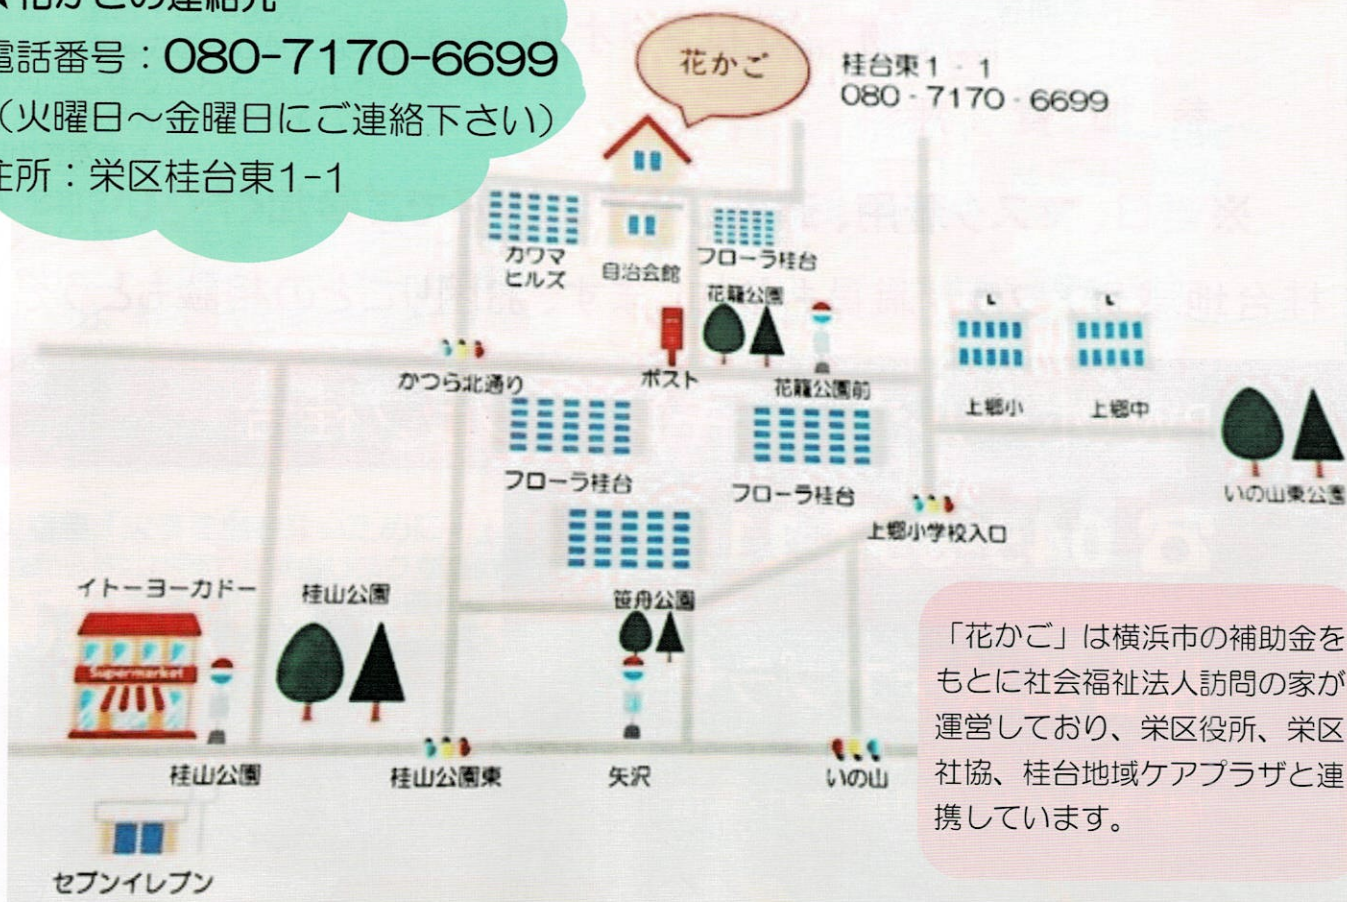 花かごの連絡先
電話番号：080-7170-6699
（火曜日～金曜日にご連絡下さい）
住所：栄区桂台東1-1
花かご
桂台東１‐１
080‐7170‐6699
カワマ
ヒルズ
自治会館
フローラ桂台
花籠公園
かつら北通り
ポスト
花籠公園前
上郷小
上郷中
フローラ桂台
フローラ桂台
いの山東公園
上郷小学校入口
イトーヨーカドー
桂山公園
笹舟公園
Supermarket
桂山公園
桂山公園東
矢沢
いの山
セブンイレブン
「花かご」は横浜市の補助金を
もとに社会福祉法人訪問の家が
運営しており、栄区役所、栄区
社協、桂台地域ケアプラザと連
携しています。